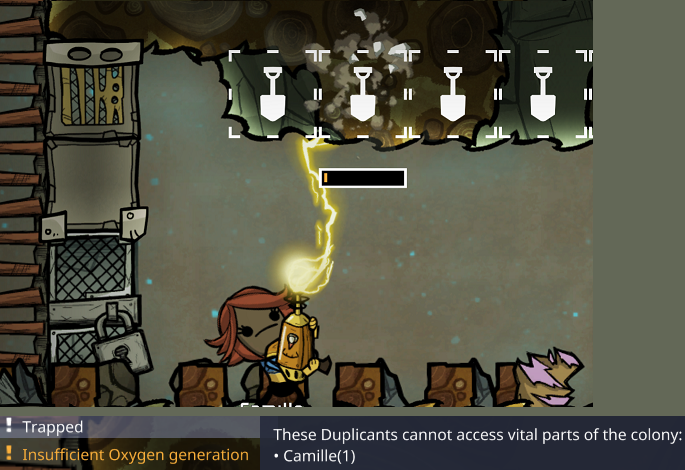 Trapped
Insufficient Oxygen generation
These Duplicants cannot access vital parts of the colony:
• Camille(1)